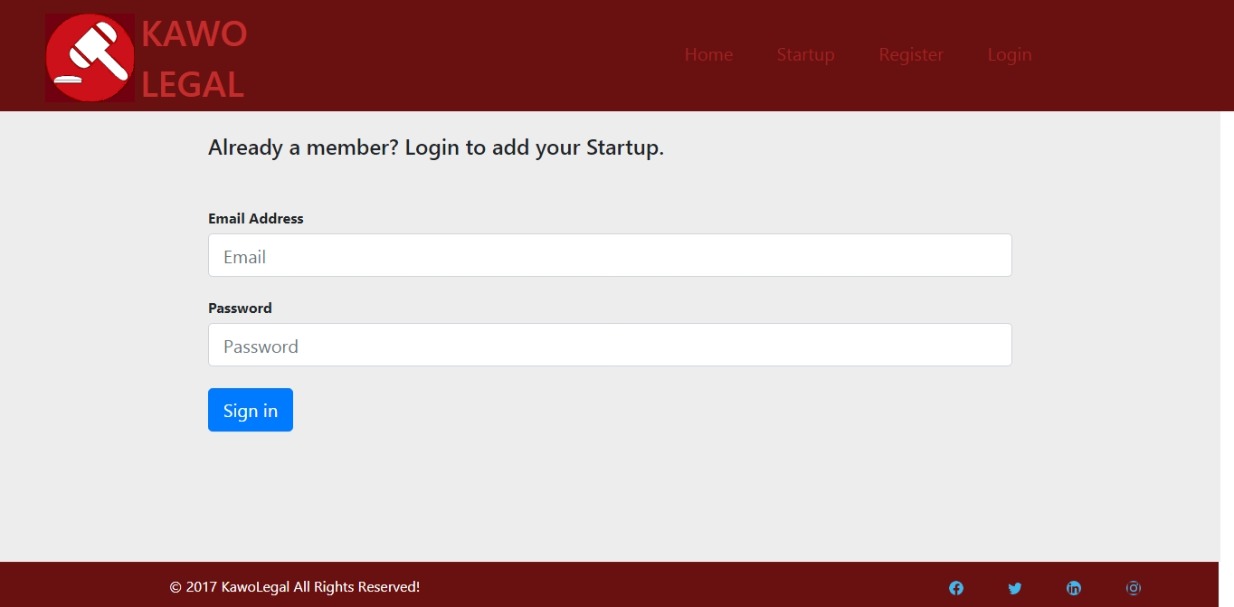 KAWO
LEGAL
Home Startup Register Login
Already a member? Login to add your Startup.
Email Address
Email
Password
Password
Sign in
© 2017 KawoLegal All Rights Reserved!